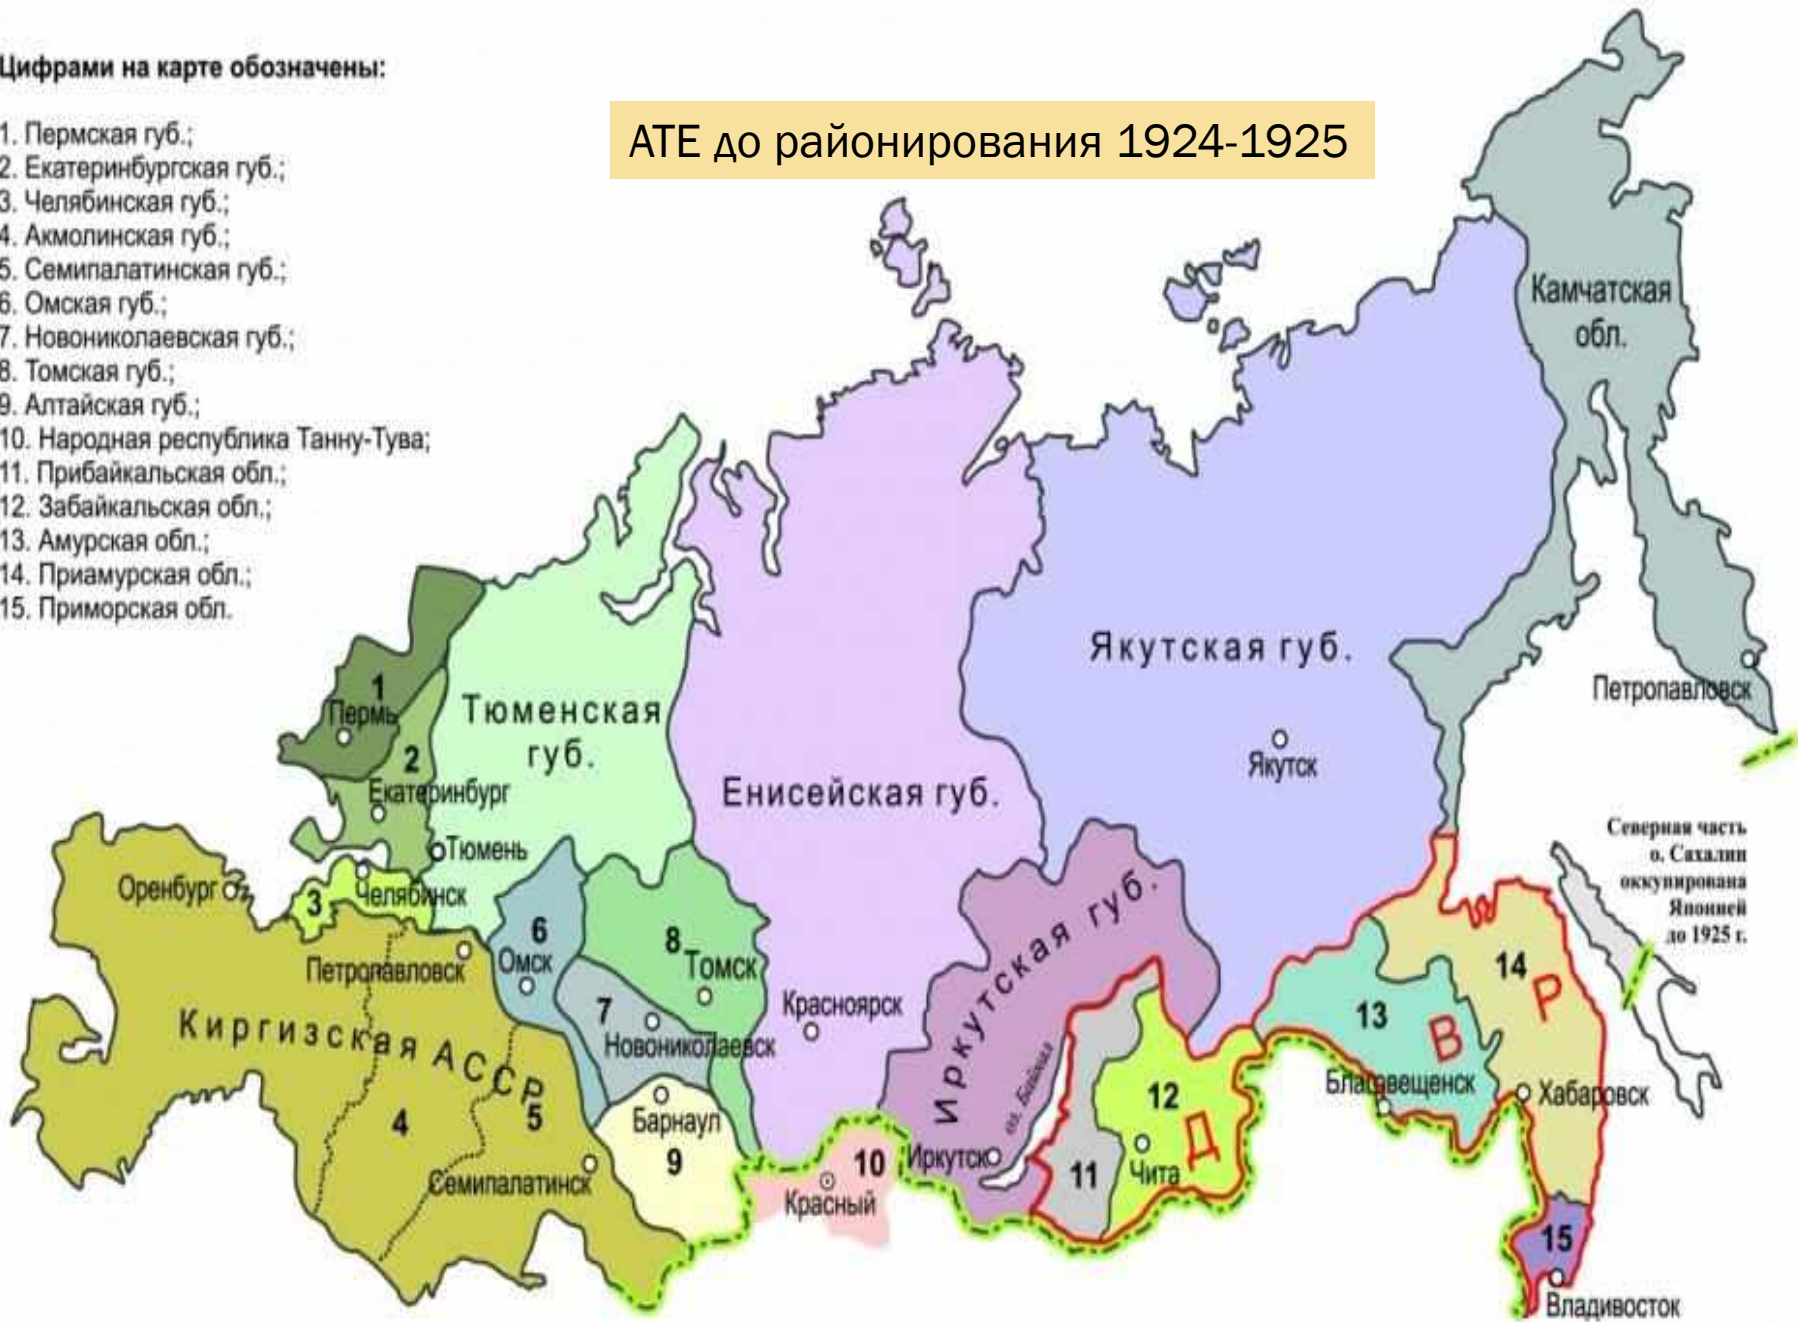 Цифрами на карте обозначены:
1. Пермская губ.;
2. Екатеринбургская губ.;
3. Челябинская губ.;
4. Акмолинская губ.;
5. Семипалатинская губ.;
6. Омская губ.;
7. Новониколаевская губ.;
8. Томская губ.;
9. Алтайская губ.;
10. Народная республика Танну-Тува;
11. Прибайкальская обл.;
12. Забайкальская обл.;
13. Амурская обл.;
14. Приамурская обл.;
15. Приморская обл.
АТЕ до районирования 1924-1925
Камчатская
обл.
Якутская губ.
Петропавловск
1
Пермь
Тюменская
губ.
2
Екатеринбург
Енисейская губ.
Якутск
Тюмень
Северная часть
о. Сахалин
оккупирована
Японией
до 1925 г.
Оренбург
3
Челябинск
6
Омск
8
Томск
Иркутская губ.
Петропавловск
14
Р
Киргизская АССР
7
Новониколаевск
Красноярск
13
В
оз. Байкал
Благовещенск
Хабаровск
4
5
Барнаул
9
12
Д
Чита
Семипалатинск
10
Красный
Иркутск
11
15
Владивосток